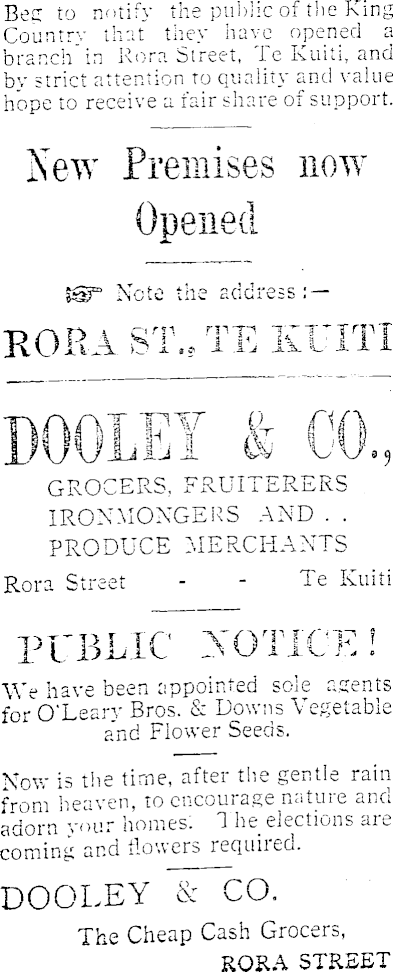 Beg to notify the public of the King
Country that they have opened a
branch in Rora Street, Te Kuiti, and
by strict attention to quality and value
hope to receive a fair share of support.
New Premises now
Opened
☞ Note the address:—
RORA ST., TE KUITI
DOOLEY & CO.,
GROCERS, FRUITERERS
IRONMONGERS AND . .
PRODUCE MERCHANTS
Rora Street - - Te Kuiti
PUBLIC NOTICE!
We have been appointed sole agents
for O'Leary Bros. & Downs Vegetable
and Flower Seeds.
Now is the time, after the gentle rain
from heaven, to encourage nature and
adorn your homes. The elections are
coming and flowers required.
DOOLEY & CO.
The Cheap Cash Grocers,
RORA STREET